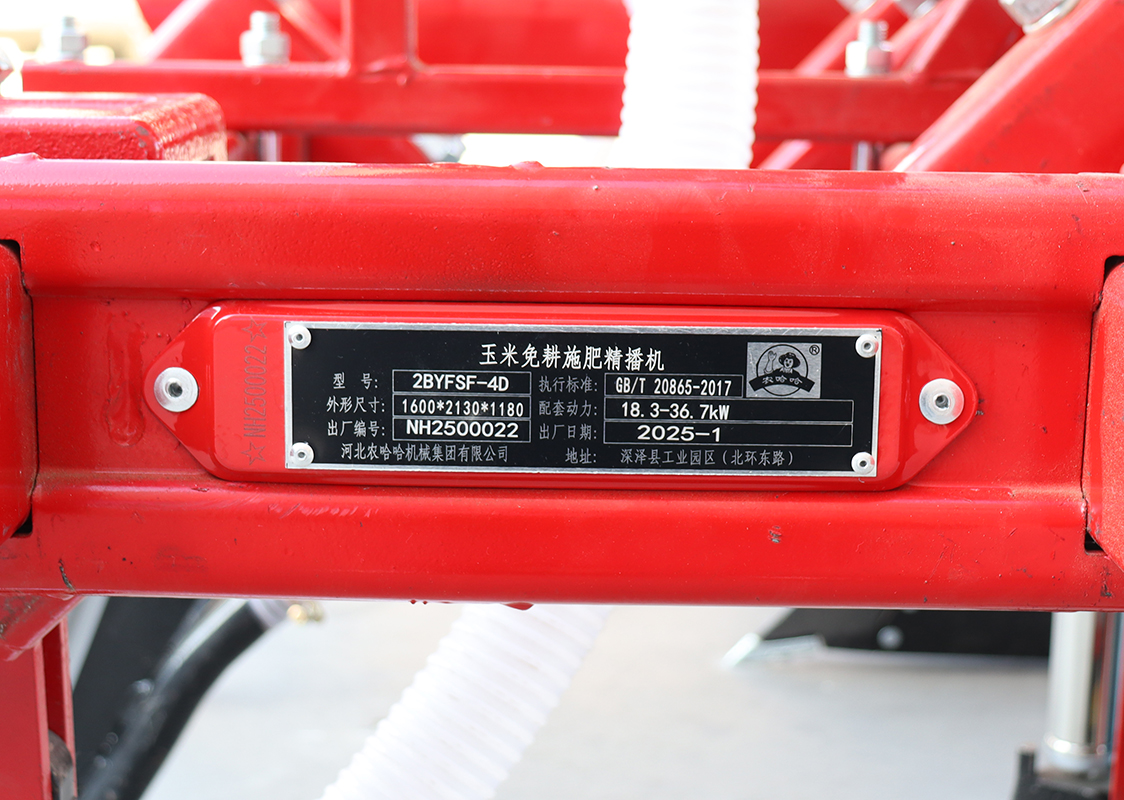 ☆NH2500022☆
玉米免耕施肥精播机
农哈哈®
型 号: 2BYFSF-4D 执行标准: GB/T 20865-2017
外形尺寸: 1600*2130*1180 配套动力: 18.3-36.7kW
出厂编号: NH2500022 出厂日期: 2025-1
河北农哈哈机械集团有限公司 地址: 深泽县工业园区(北环东路)